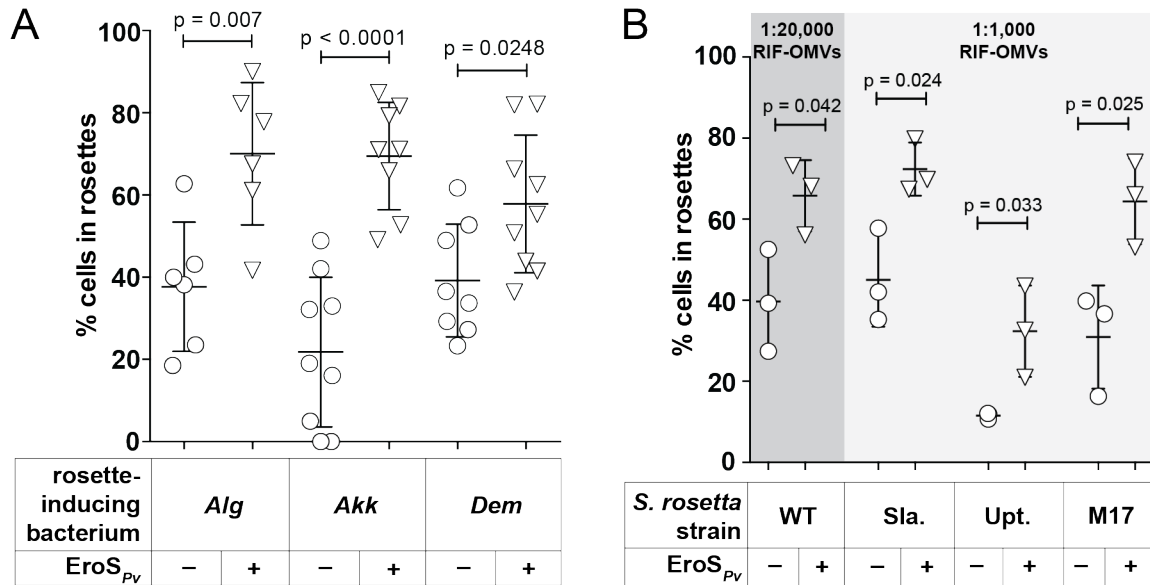 A
% cells in rosettes
100
80
60
40
20
0
p = 0.007
p < 0.0001
p = 0.0248
rosette-
inducing
bacterium
Alg
Akk
Dem
EroSPv
– + – + – +
B
% cells in rosettes
100
80
60
40
20
0
1:20,000
RIF-OMVs
1:1,000
RIF-OMVs
p = 0.042
p = 0.024
p = 0.033
p = 0.025
S. rosetta
strain
WT
Sla.
Upt.
M17
EroSPv
– + – + – + – +